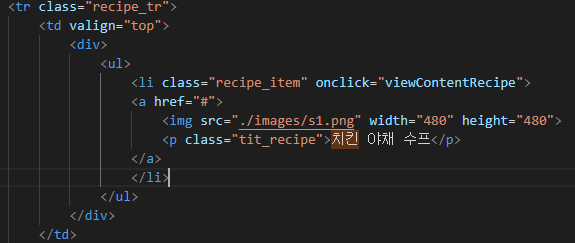 <tr class="recipe_tr">
<td valign="top">
<div>
<ul>
<li class="recipe_item" onclick="viewContentRecipe">
<a href="#">
<img src="./images/s1.png" width="480" height="480">
<p class="tit_recipe">치킨 야채 수프</p>
</a>
</li>
</ul>
</div>
</td>